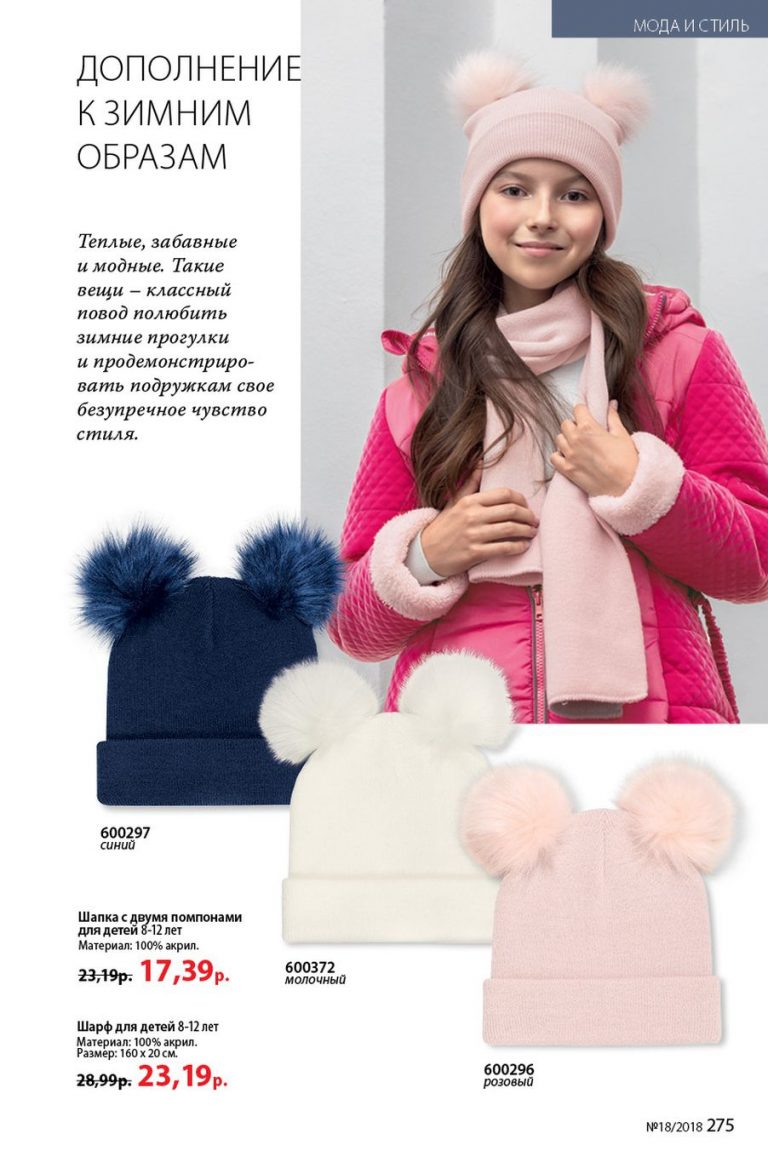 МОДА И СТИЛЬ
ДОПОЛНЕНИЕ
К ЗИМНИМ
ОБРАЗАМ
Теплые, забавные
и модные. Такие
вещи – классный
повод полюбить
зимние прогулки
и продемонстриро-
вать подружкам свое
безупречное чувство
стиля.
600297
синий
600372
молочный
600296
розовый
Шапка с двумя помпонами
для детей 8-12 лет
Материал: 100% акрил.
23,19р. 17,39р.
Шарф для детей 8-12 лет
Материал: 100% акрил.
Размер: 160 х 20 см.
28,99р. 23,19р.
№18/2018 275